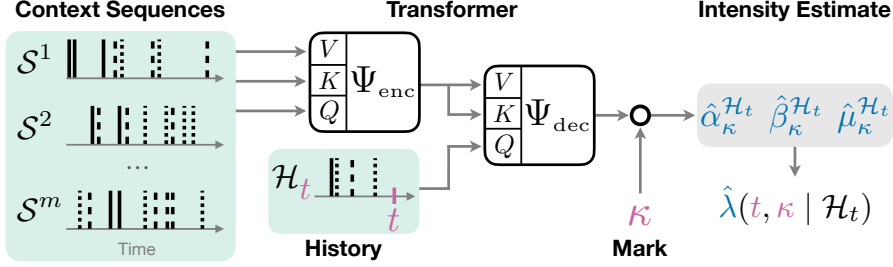 Context Sequences
Transformer
Intensity Estimate
𝒮¹
𝒮²
...
𝒮ᵐ
Time
V
K
Q
Ψ_enc
V
K
Q
Ψ_dec
ℋ_t
t
History
κ
Mark
α̂_κ^{ℋ_t} β̂_κ^{ℋ_t} μ̂_κ^{ℋ_t}
λ̂(t, κ | ℋ_t)